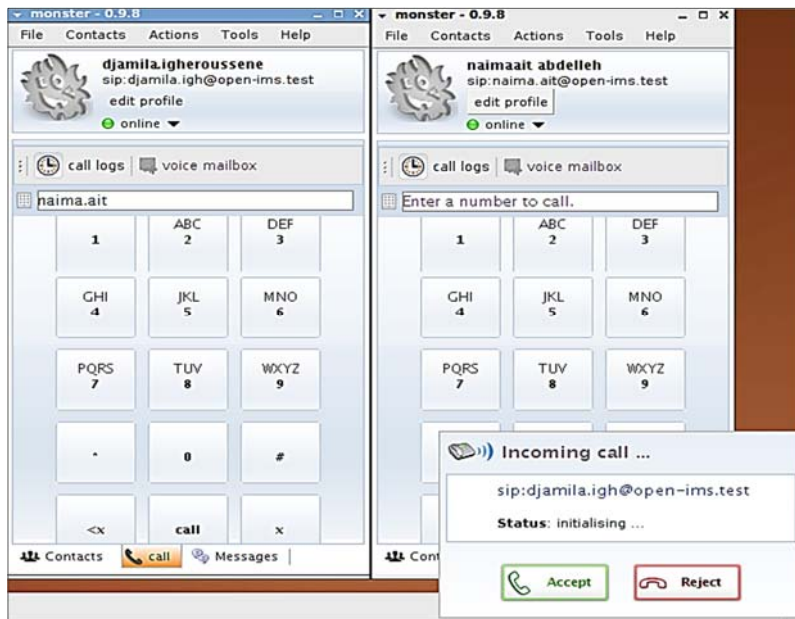 monster - 0.9.8
File Contacts Actions Tools Help
djamila.igheroussene
sip:djamila.igh@open-ims.test
edit profile
online
call logs voice mailbox
naima.ait
1 ABC 2 DEF 3
GHI 4 JKL 5 MNO 6
PQRS 7 TUV 8 WXYZ 9
* 0 #
<x call x
Contacts call Messages
monster - 0.9.8
File Contacts Actions Tools Help
naimaait abdelleh
sip:naima.ait@open-ims.test
edit profile
online
call logs voice mailbox
Enter a number to call.
1 ABC 2 DEF 3
GHI 4 JKL 5 MNO 6
PQRS 7 TUV 8 WXYZ 9
Cont
Incoming call ...
sip:djamila.igh@open-ims.test
Status: initialising ...
Accept Reject